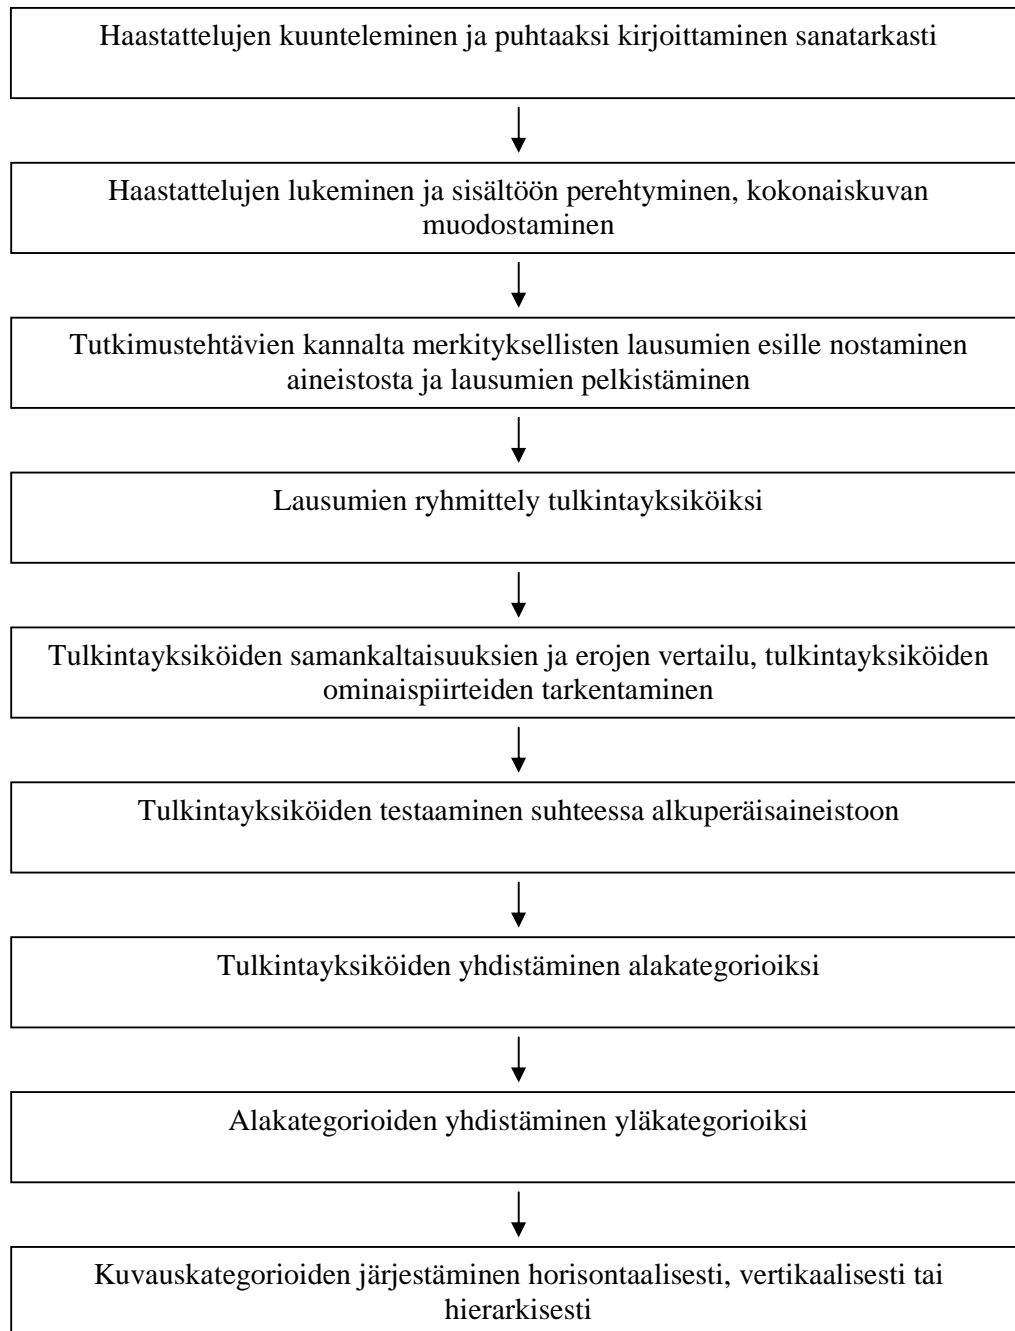 Haastattelujen kuunteleminen ja puhtaaksi kirjoittaminen sanatarkasti
Haastattelujen lukeminen ja sisältöön perehtyminen, kokonaiskuvan
muodostaminen
Tutkimustehtävien kannalta merkityksellisten lausumien esille nostaminen
aineistosta ja lausumien pelkistäminen
Lausumien ryhmittely tulkintayksiköiksi
Tulkintayksiköiden samankaltaisuuksien ja erojen vertailu, tulkintayksiköiden
ominaispiirteiden tarkentaminen
Tulkintayksiköiden testaaminen suhteessa alkuperäisaineistoon
Tulkintayksiköiden yhdistäminen alakategorioiksi
Alakategorioiden yhdistäminen yläkategorioiksi
Kuvauskategorioiden järjestäminen horisontaalisesti, vertikaalisesti tai
hierarkisesti